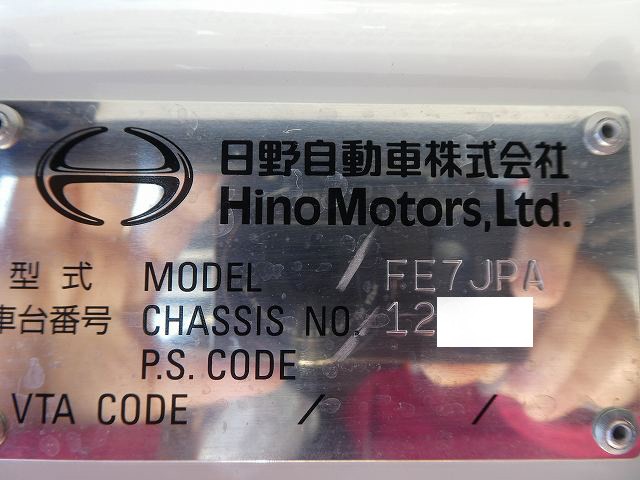 日野自動車株式会社
Hino Motors, Ltd.
型式 MODEL / FE7JPA
車台番号 CHASSIS NO. / 12
P.S. CODE /
VTA CODE / /